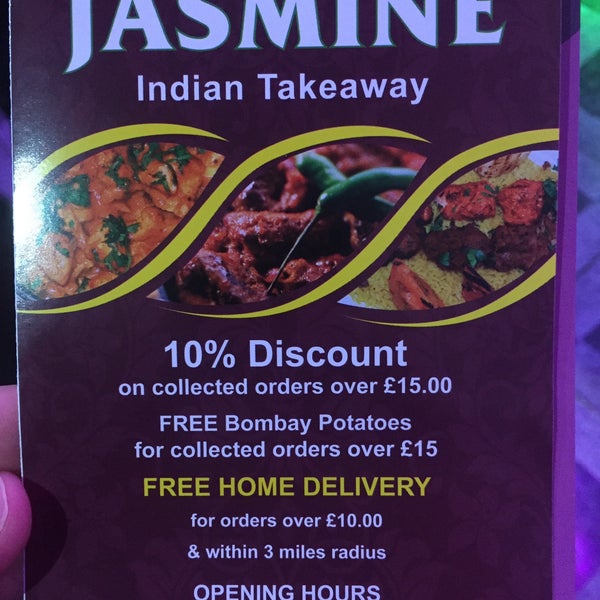 JASMINE
Indian Takeaway
10% Discount
on collected orders over £15.00
FREE Bombay Potatoes
for collected orders over £15
FREE HOME DELIVERY
for orders over £10.00
& within 3 miles radius
OPENING HOURS